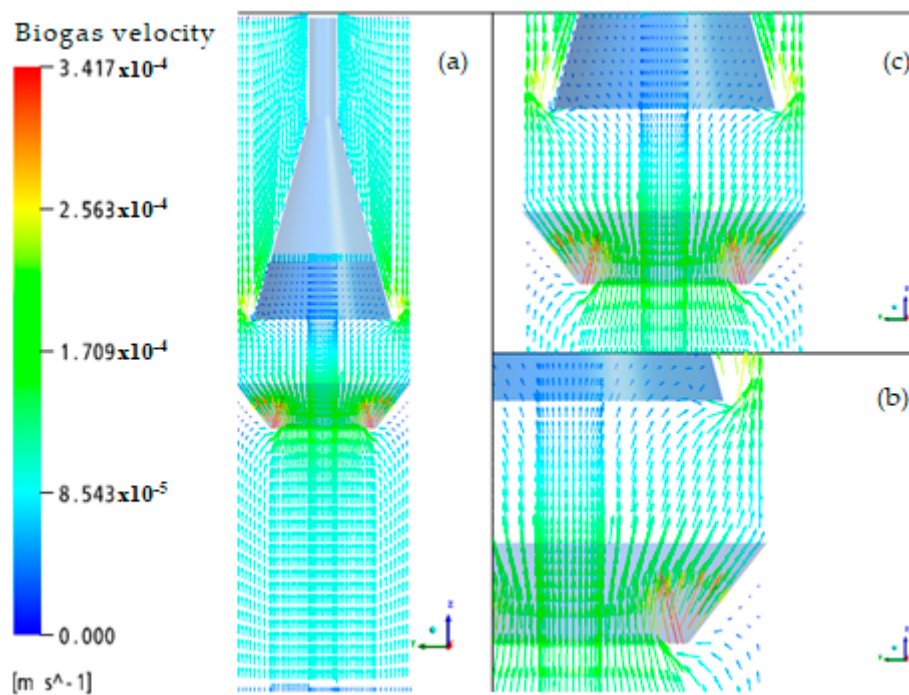 Biogas velocity
3.417x10-4
2.563x10-4
1.709x10-4
8.543x10-5
0.000
[m s^-1]
(a)
(c)
(b)